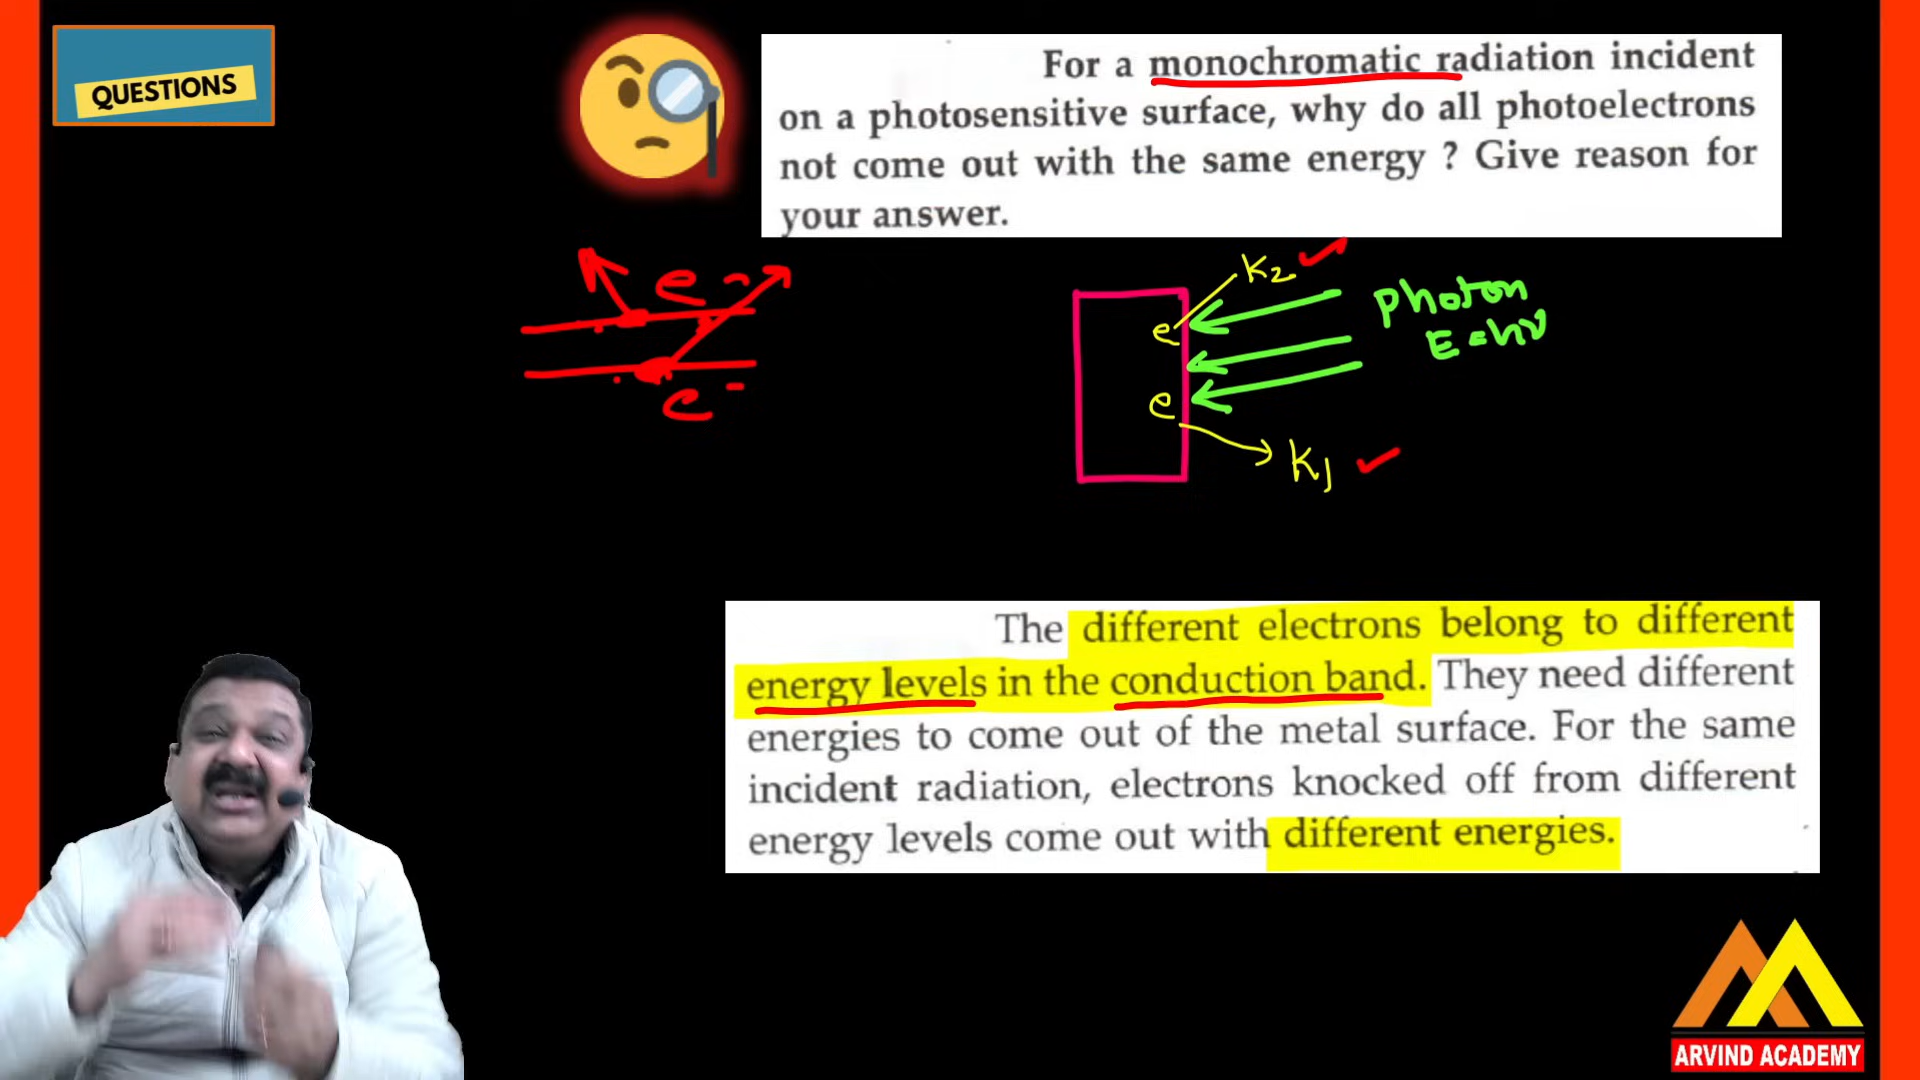 QUESTIONS
For a monochromatic radiation incident
on a photosensitive surface, why do all photoelectrons
not come out with the same energy ? Give reason for
your answer.
e -
e -
K2
Photon
E=hν
e
e
K1
The different electrons belong to different
energy levels in the conduction band. They need different
energies to come out of the metal surface. For the same
incident radiation, electrons knocked off from different
energy levels come out with different energies.
ARVIND ACADEMY